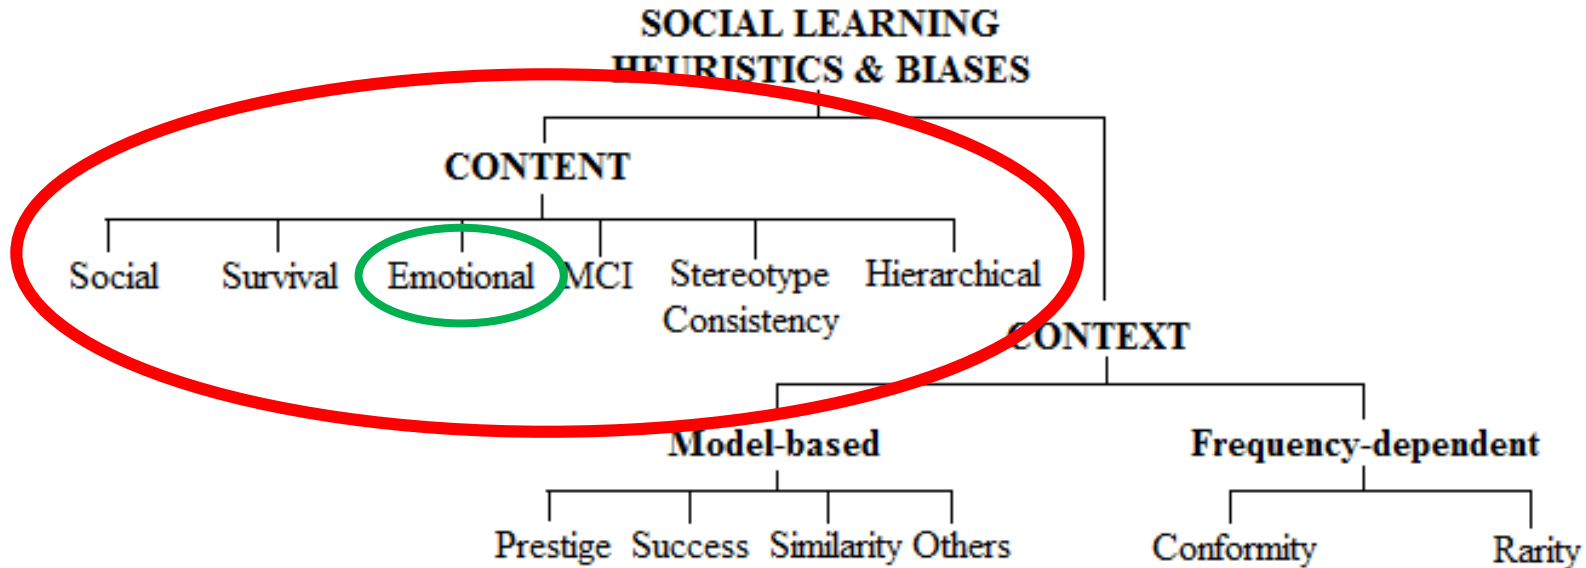 SOCIAL LEARNING
HEURISTICS & BIASES
CONTENT
Social Survival Emotional MCI Stereotype Hierarchical
Consistency
CONTEXT
Model-based Frequency-dependent
Prestige Success Similarity Others Conformity Rarity